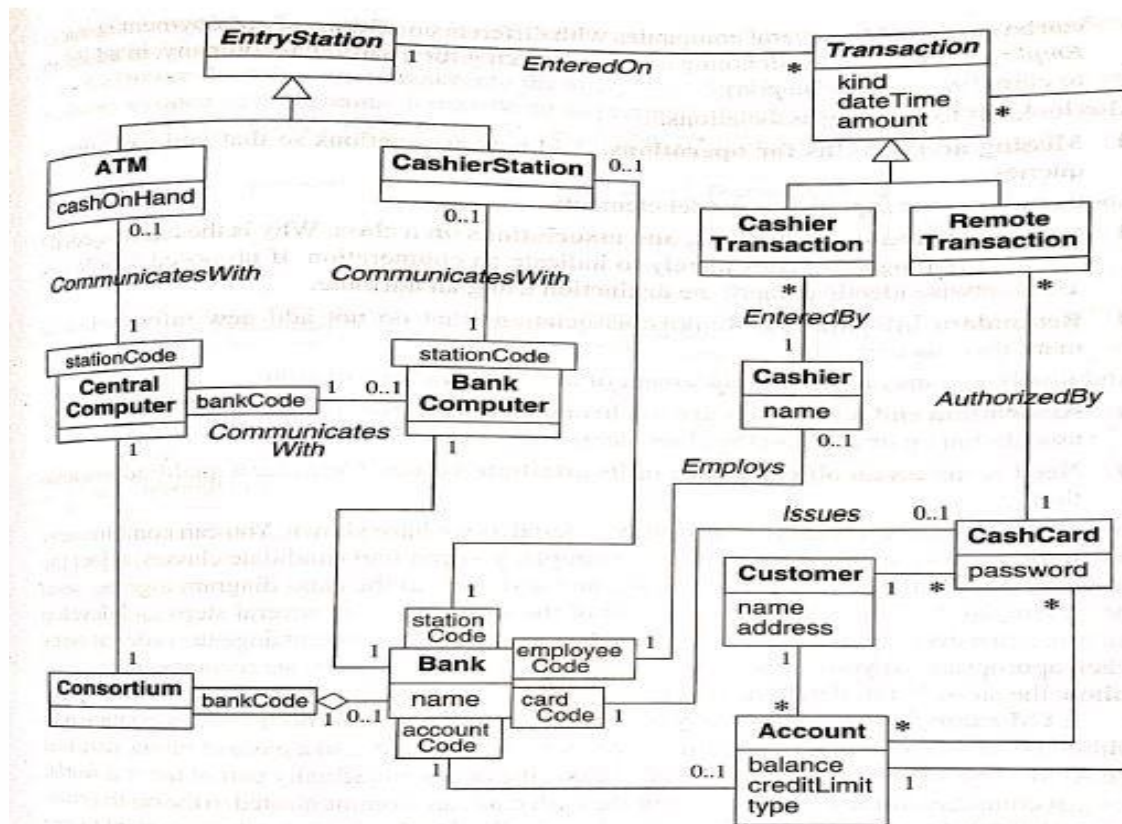 EntryStation
1
EnteredOn
*
Transaction
kind
dateTime
amount
*
ATM
cashOnHand
0..1
CashierStation
0..1
0..1
Cashier
Transaction
*
Remote
Transaction
*
CommunicatesWith
CommunicatesWith
1
1
EnteredBy
1
stationCode
Central
Computer
bankCode
1
0..1
stationCode
Bank
Computer
Communicates
With
1
1
Cashier
name
0..1
AuthorizedBy
Employs
1
Issues
0..1
CashCard
password
*
*
Customer
name
address
1
1
1
station
Code
1
Bank
name
employee
Code
1
card
Code
1
account
Code
1
1
Consortium
bankCode
1
0..1
*
*
Account
balance
creditLimit
type
0..1
1